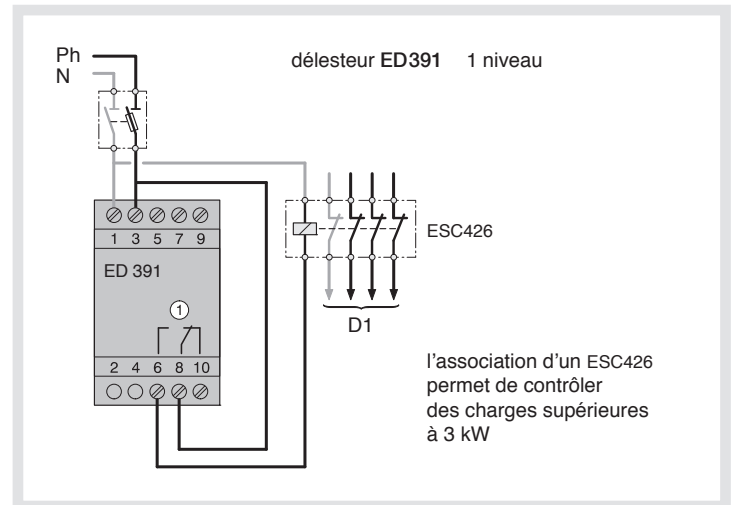 Ph
N
délesteur ED391 1 niveau
1 3 5 7 9
ED 391
1
2 4 6 8 10
ESC426
D1
l'association d'un ESC426
permet de contrôler
des charges supérieures
à 3 kW